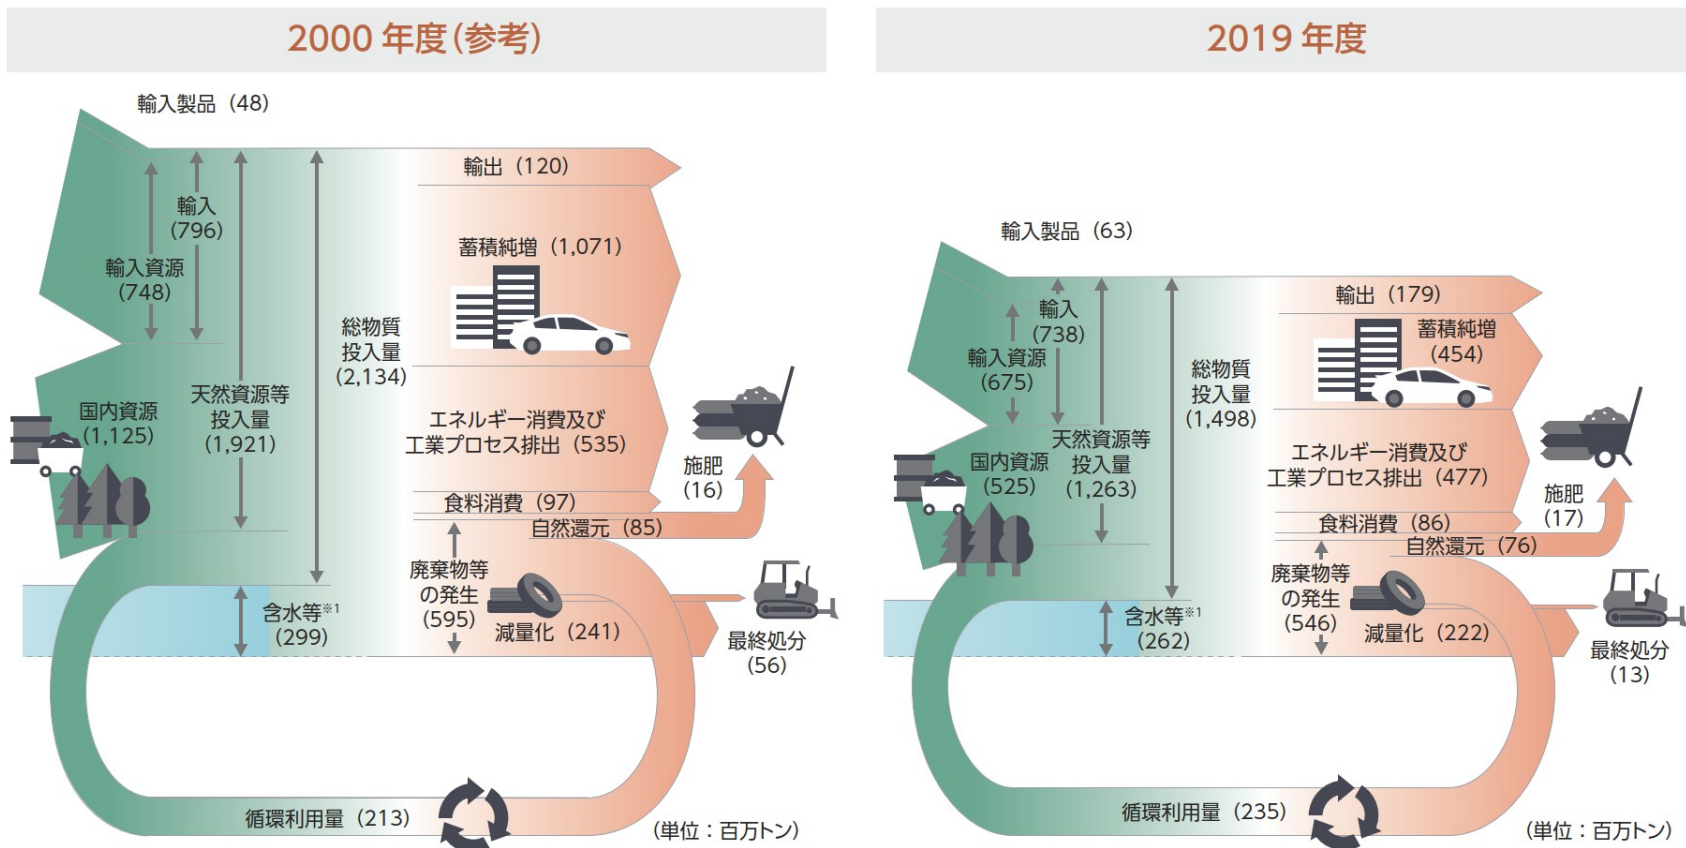 2000 年度(参考)
輸入製品（48）
輸入
（796）
輸入資源
（748）
総物質
投入量
（2,134）
天然資源等
投入量
（1,921）
国内資源
（1,125）
含水等※1
（299）
輸出（120）
蓄積純増（1,071）
エネルギー消費及び
工業プロセス排出（535）
食料消費（97）
自然還元（85）
施肥
（16）
廃棄物等
の発生
（595）
減量化（241）
最終処分
（56）
循環利用量（213）
（単位：百万トン）
2019 年度
輸入製品（63）
輸入
（738）
輸入資源
（675）
総物質
投入量
（1,498）
天然資源等
投入量
（1,263）
国内資源
（525）
含水等※1
（262）
輸出（179）
蓄積純増
（454）
エネルギー消費及び
工業プロセス排出（477）
食料消費（86）
自然還元（76）
施肥
（17）
廃棄物等
の発生
（546）
減量化（222）
最終処分
（13）
循環利用量（235）
（単位：百万トン）